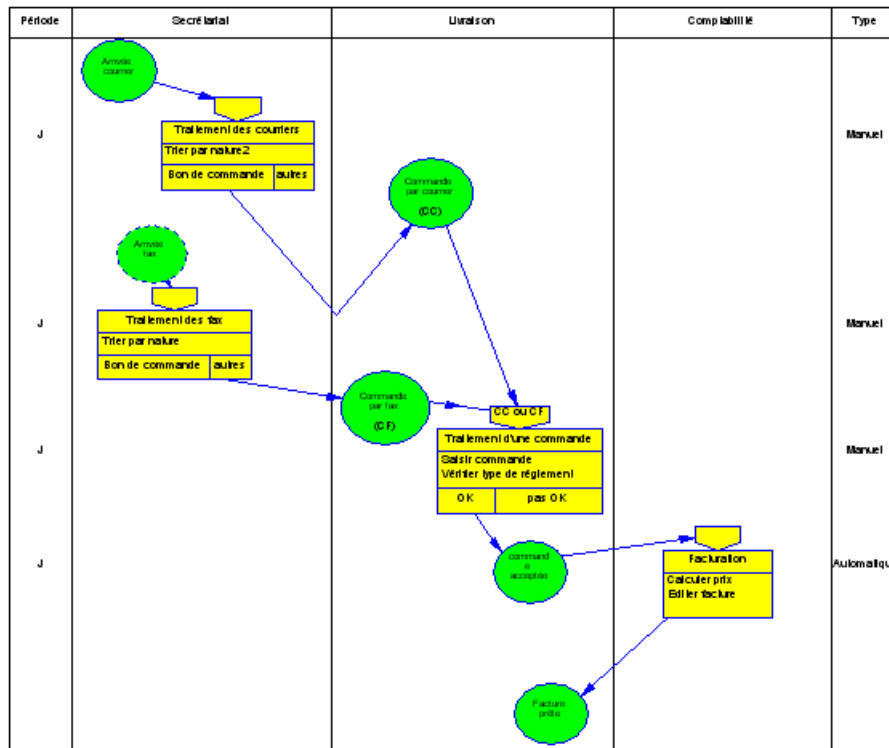 Période
Secrétariat
Livraison
Comptabilité
Type
Arrivée
courrier
J
Traitement des courriers
Manuel
Trier par nature2
Bon de commande
autres
Commande
par courrier
(CC)
Arrivée
fax
J
Traitement des fax
Manuel
Trier par nature
Bon de commande
autres
Commande
par fax
(CF)
CC ou CF
Traitement d'une commande
J
Saisir commande
Vérifier type de réglement
Manuel
OK
pas OK
command
e
acceptée
J
Facturation
Automatiqu
Calculer prix
Editer facture
Facture
prête